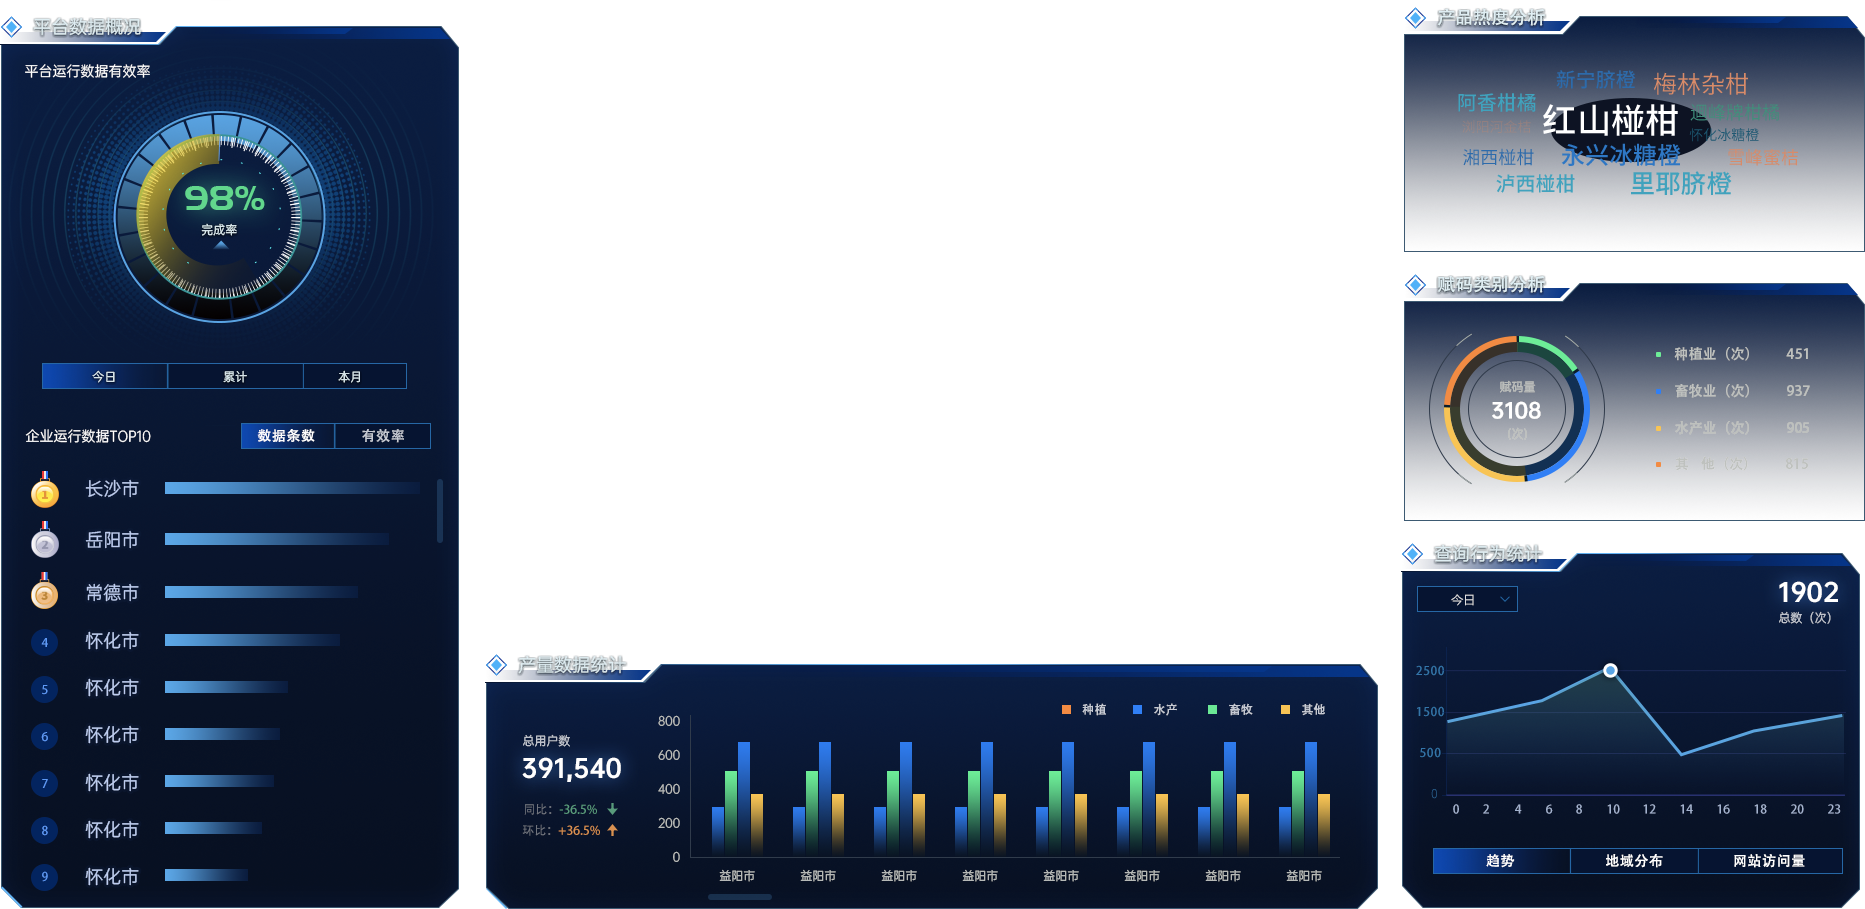 平台数据概况
平台运行数据有效率
98%
完成率
今日
累计
本月
企业运行数据TOP10
数据条数
有效率
1
长沙市
2
岳阳市
3
常德市
4
怀化市
5
怀化市
6
怀化市
7
怀化市
8
怀化市
9
怀化市
产量数据统计
总用户数
391,540
同比：-36.5%
环比：+36.5%
种植 水产 畜牧 其他
800
600
400
200
0
益阳市 益阳市 益阳市 益阳市 益阳市 益阳市 益阳市 益阳市
产品热度分析
新宁脐橙
梅林杂柑
阿香柑橘
红山椪柑
怀化冰糖橙
湘西椪柑
永兴冰糖橙
雪峰蜜桔
泸西椪柑
里耶脐橙
赋码类别分析
赋码量
3108
(次)
种植业（次） 451
畜牧业（次） 937
水产业（次） 905
其 他（次） 815
查询行为统计
今日
1902
总数（次）
2500
1500
500
0
0 2 4 6 8 10 12 14 16 18 20 23
趋势
地域分布
网站访问量